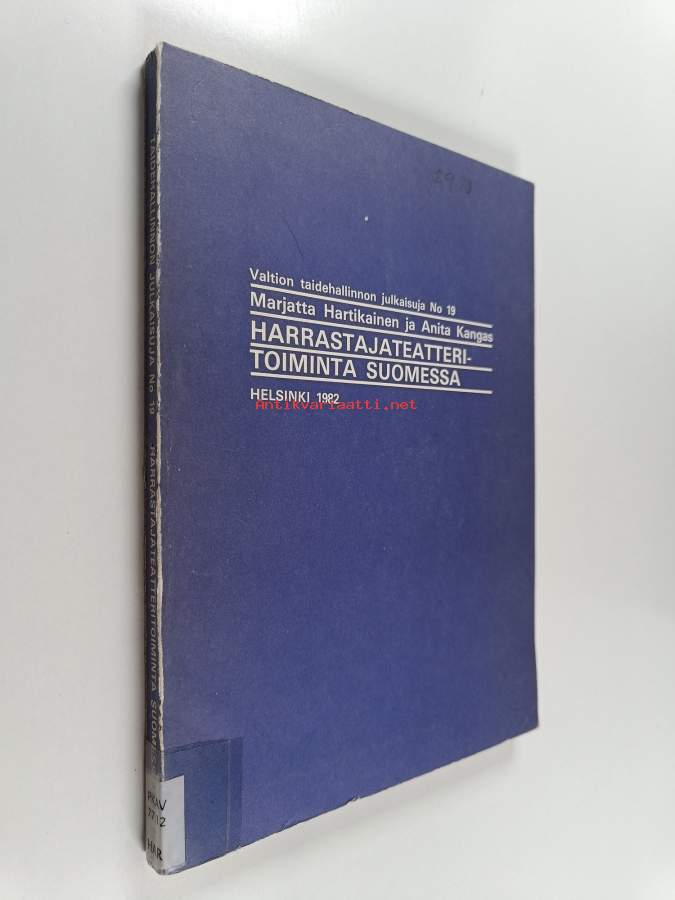 Valtion taidehallinnon julkaisuja No 19
Marjatta Hartikainen ja Anita Kangas
HARRASTAJATEATTERI-
TOIMINTA SUOMESSA
HELSINKI 1982
Antikvariaatti.net
TAIDEHALLINNON JULKAISUJA No 19 HARRASTAJATEATTERITOIMINTA
HAR